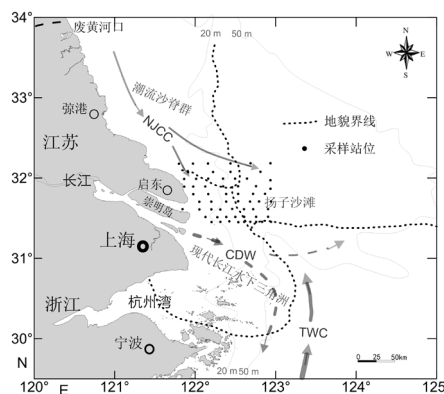 废黄河口
20 m 50 m
N
W E
S
34°
潮流沙脊群
33°
弥港
NJCC
地貌界线
江苏
采样站位
32°
长江
启东
扬子沙滩
崇明岛
上海
现代长江水下三角洲
CDW
31°
浙江
杭州湾
TWC
宁波
30°
0 25 50km
N
20 m 50 m
120° 121° 122° 123° 124° 125°
E